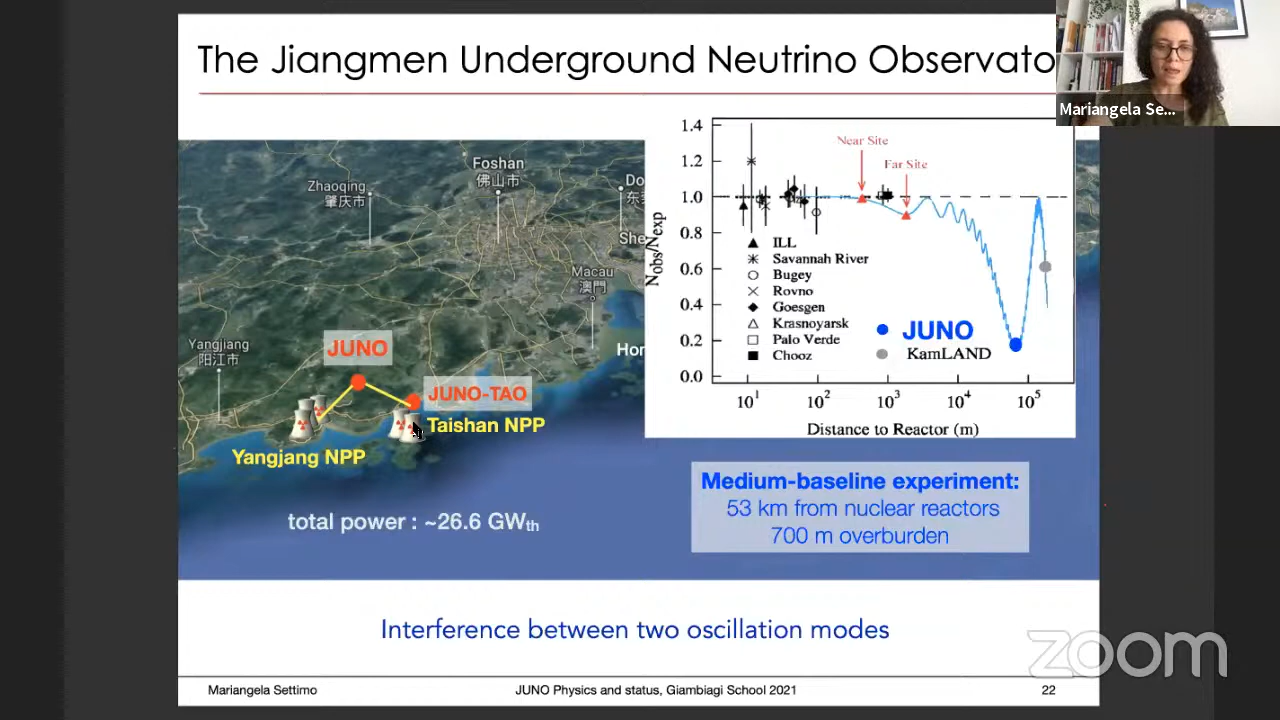 The Jiangmen Underground Neutrino Observato
Mariangela Se...
Foshan
佛山市
Zhaoqing
肇庆市
Do
She
Macau
澳門
Hor
Yangjiang
阳江市
JUNO
JUNO-TAO
Taishan NPP
Yangjang NPP
total power : ~26.6 GWth
1.4
1.2
1.0
0.8
0.6
0.4
0.2
0.0
Nobs/Nexp
Near Site
Far Site
ILL
Savannah River
Bugey
Rovno
Goesgen
Krasnoyarsk
Palo Verde
Chooz
JUNO
KamLAND
10¹ 10² 10³ 10⁴ 10⁵
Distance to Reactor (m)
Medium-baseline experiment:
53 km from nuclear reactors
700 m overburden
Interference between two oscillation modes
zoom
Mariangela Settimo JUNO Physics and status, Giambiagi School 2021 22